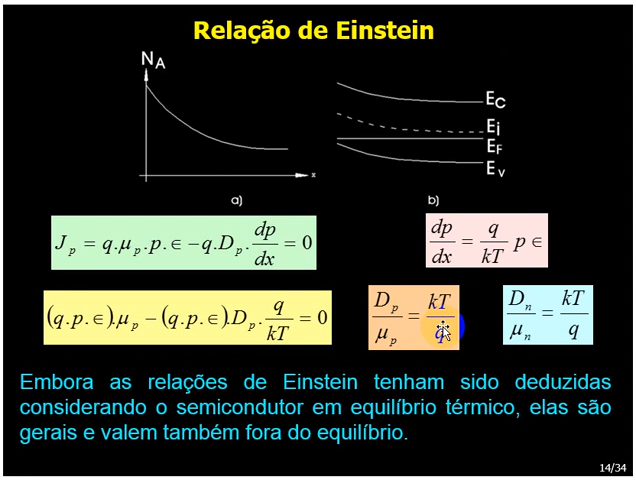 Relação de Einstein
N_A
x
a)
E_C
E_i
E_F
E_v
b)
J_p = q.μ_p.p.∈ −q.D_p.dp/dx = 0
dp/dx = q/kT p ∈
(q.p.∈).μ_p − (q.p.∈).D_p.q/kT = 0
D_p/μ_p = kT/q
D_n/μ_n = kT/q
Embora as relações de Einstein tenham sido deduzidas
considerando o semicondutor em equilíbrio térmico, elas são
gerais e valem também fora do equilíbrio.
14/34